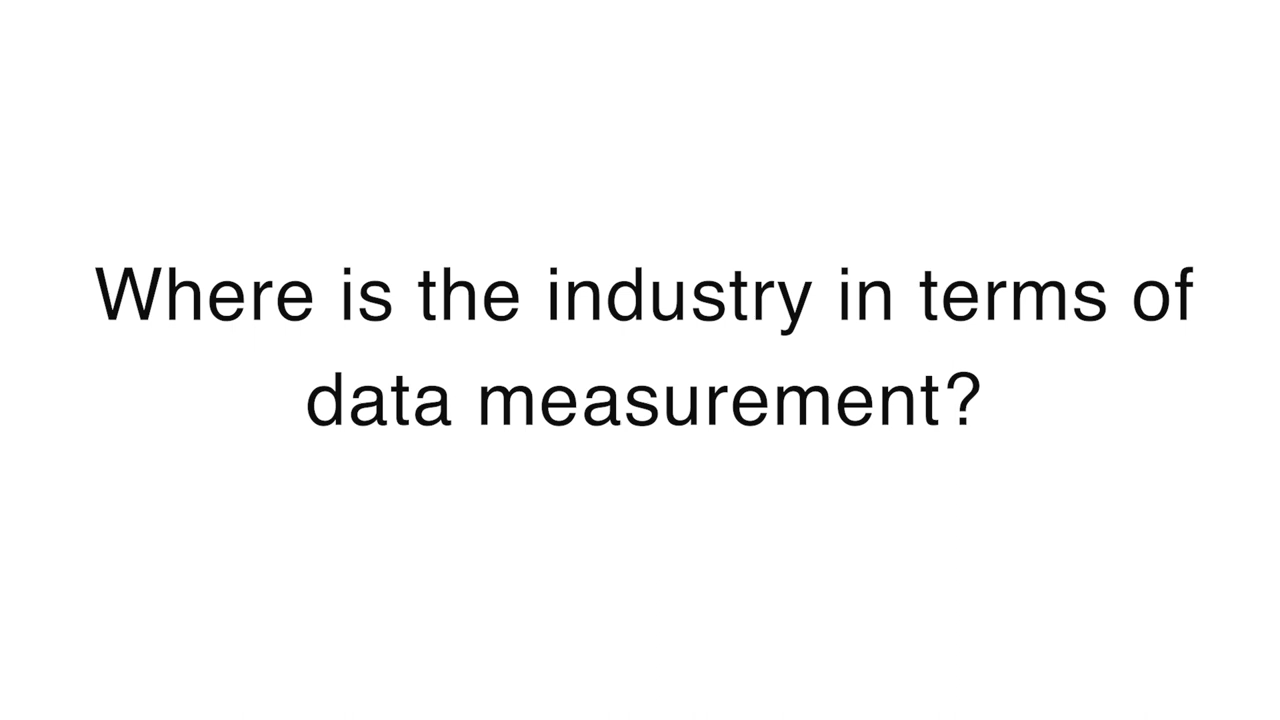 Where is the industry in terms of
data measurement?